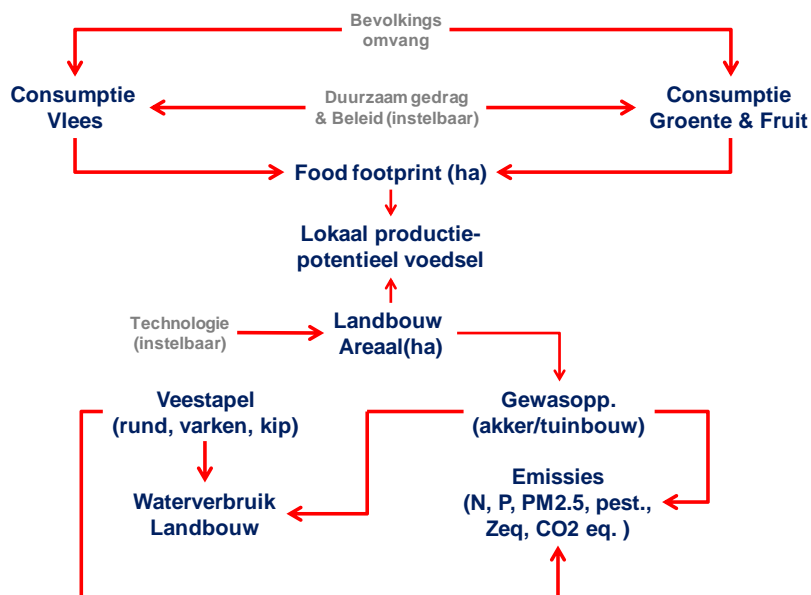 Bevolkings
omvang
Consumptie
Vlees
Duurzaam gedrag
& Beleid (instelbaar)
Consumptie
Groente & Fruit
Food footprint (ha)
Lokaal productie-
potentieel voedsel
Technologie
(instelbaar)
Landbouw
Areaal(ha)
Veestapel
(rund, varken, kip)
Gewasopp.
(akker/tuinbouw)
Waterverbruik
Landbouw
Emissies
(N, P, PM2.5, pest.,
Zeq, CO2 eq. )